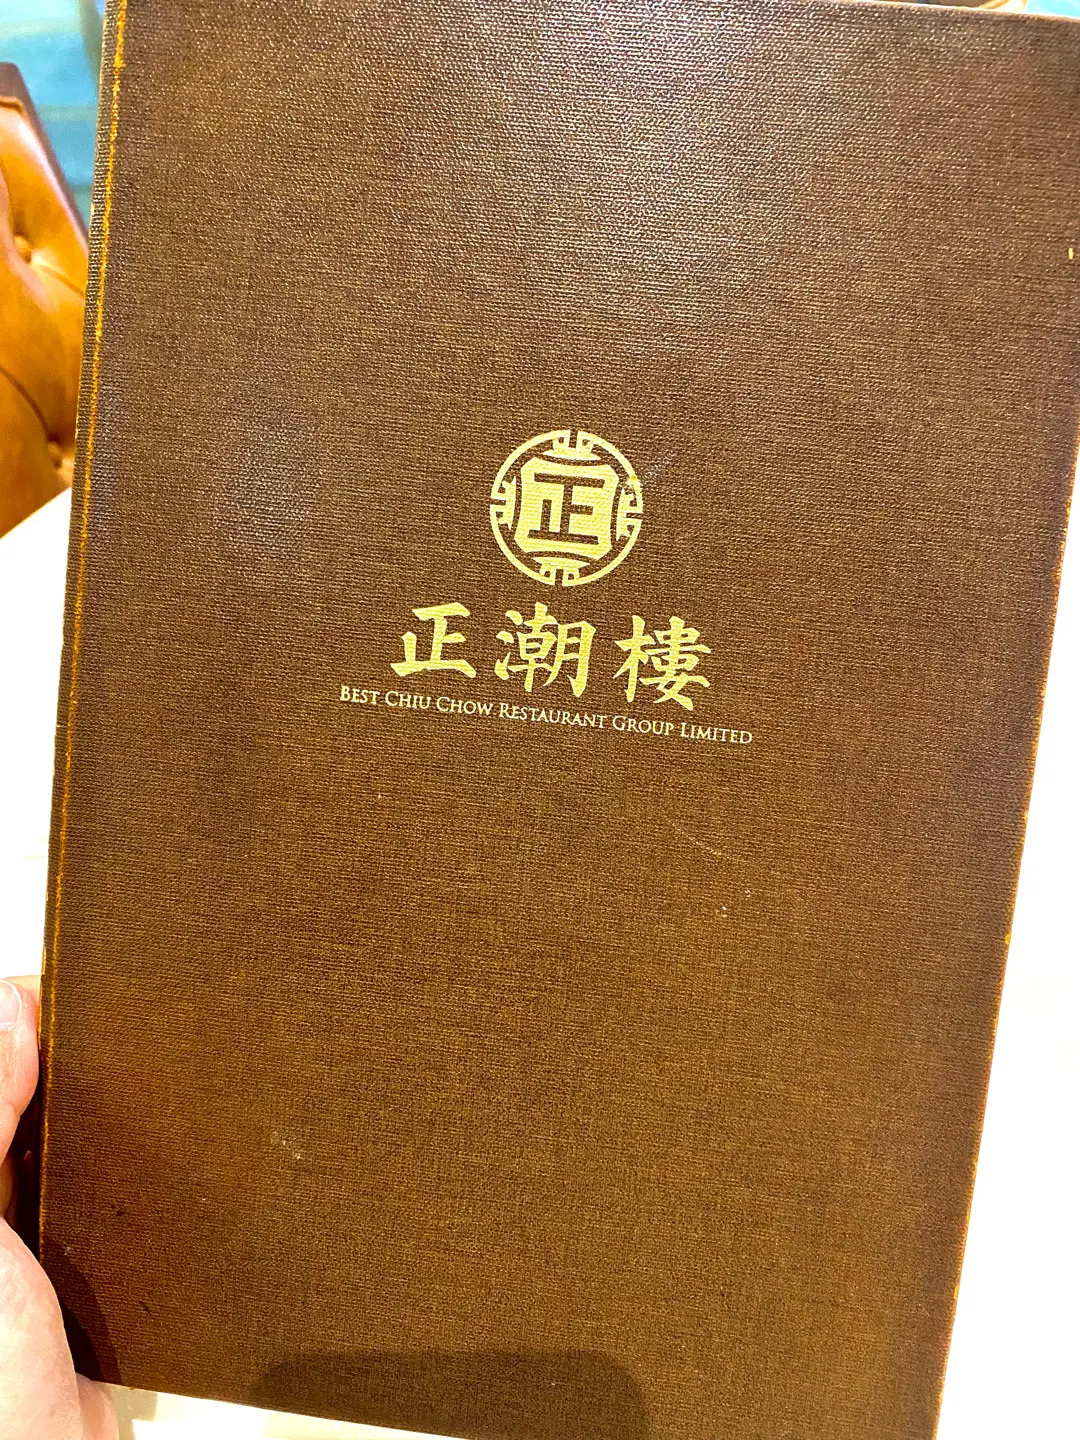 正
正潮樓
BEST CHIU CHOW RESTAURANT GROUP LIMITED